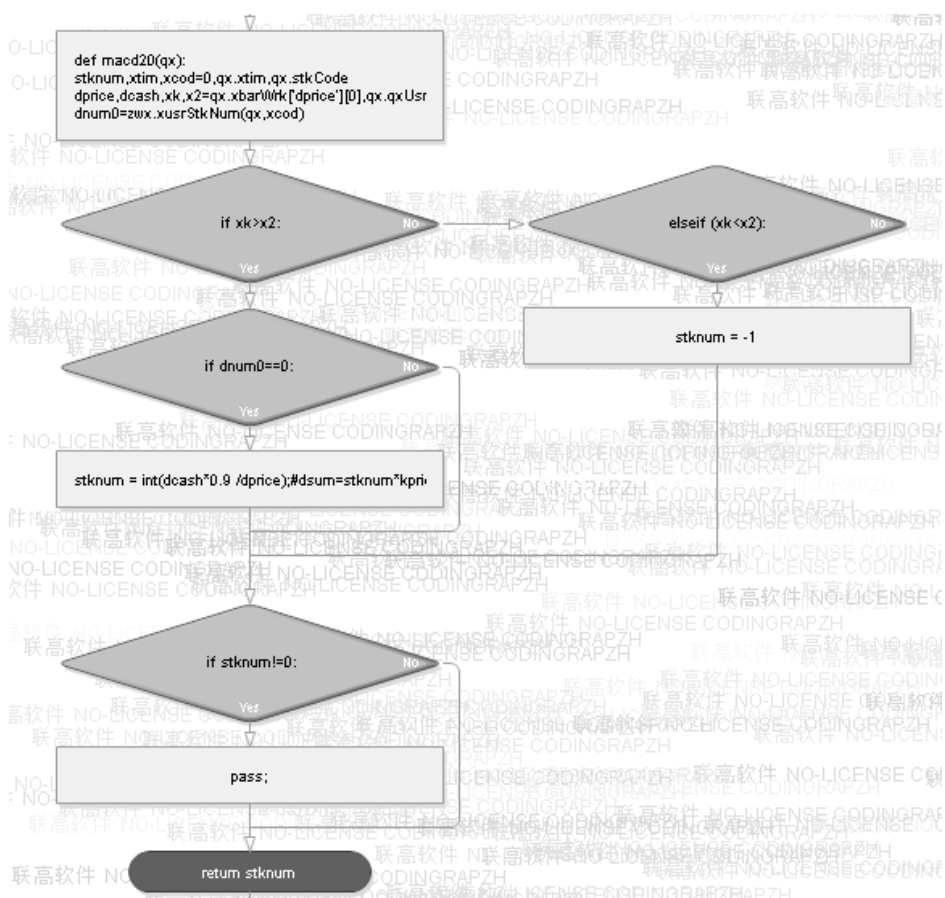 def macd20(qx):
stknum,xtim,xcod=0,qx.xtim,qx.stkCode
dprice,dcash,xk,x2=qx.xbarWrk['dprice'][0],qx.qxUsr
dnum0=zwx.xusrStkNum(qx,xcod)
if xk>x2:
No
Yes
elseif (xk<x2):
No
Yes
stknum = -1
if dnum0==0:
No
Yes
stknum = int(dcash*0.9 /dprice);#dsum=stknum*kpri
if stknum!=0:
No
Yes
pass;
return stknum
联高软件 NO-LICENSE CODINGRAPZH